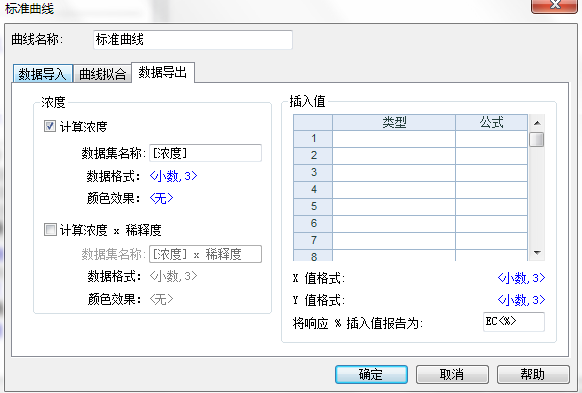 标准曲线
曲线名称: 标准曲线
数据导入 曲线拟合 数据导出
浓度
计算浓度
数据集名称: [浓度]
数据格式: <小数,3>
颜色效果: <无>
计算浓度 x 稀释度
数据集名称: [浓度] x 稀释度
数据格式: <小数,3>
颜色效果: <无>
插入值
类型 公式
1
2
3
4
5
6
7
8
X 值格式: <小数,3>
Y 值格式: <小数,3>
将响应 % 插入值报告为: EC<%>
确定 取消 帮助